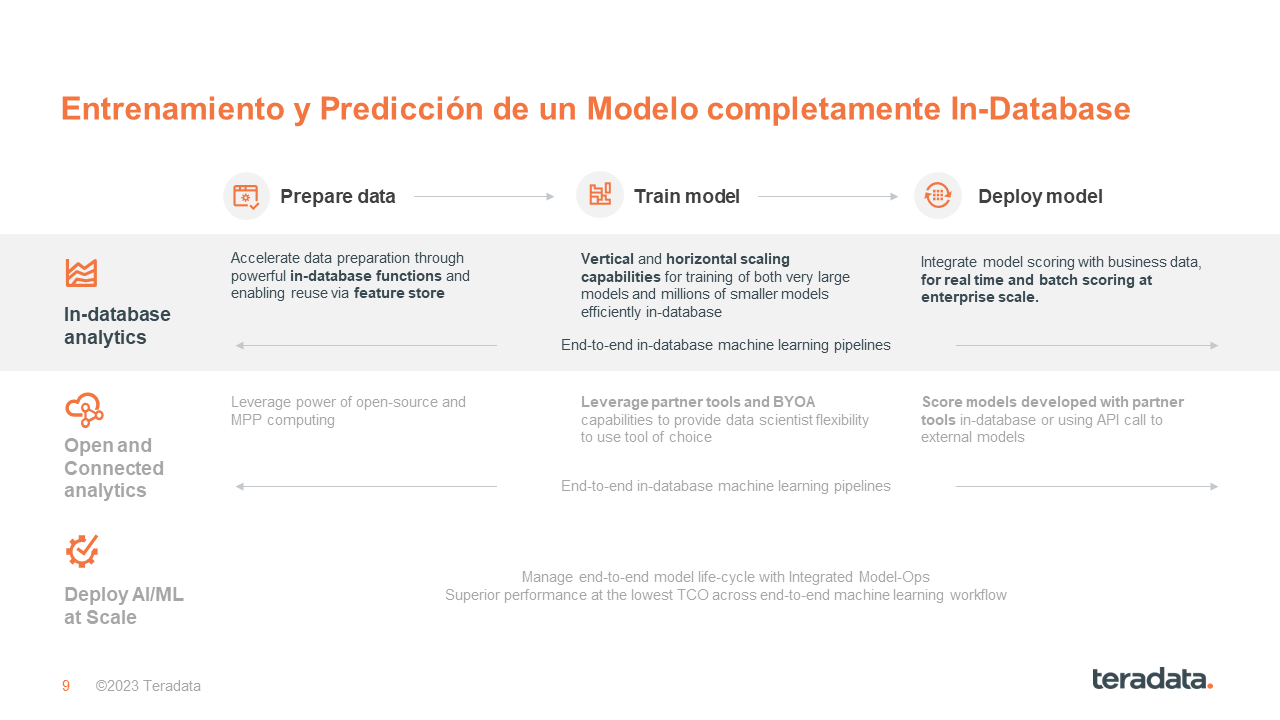 Entrenamiento y Predicción de un Modelo completamente In-Database
Prepare data
Train model
Deploy model
In-database
analytics
Accelerate data preparation through
powerful in-database functions and
enabling reuse via feature store
Vertical and horizontal scaling
capabilities for training of both very large
models and millions of smaller models
efficiently in-database
Integrate model scoring with business data,
for real time and batch scoring at
enterprise scale.
End-to-end in-database machine learning pipelines
Open and
Connected
analytics
Leverage power of open-source and
MPP computing
Leverage partner tools and BYOA
capabilities to provide data scientist flexibility
to use tool of choice
Score models developed with partner
tools in-database or using API call to
external models
End-to-end in-database machine learning pipelines
Deploy AI/ML
at Scale
Manage end-to-end model life-cycle with Integrated Model-Ops
Superior performance at the lowest TCO across end-to-end machine learning workflow
9 ©2023 Teradata
teradata.